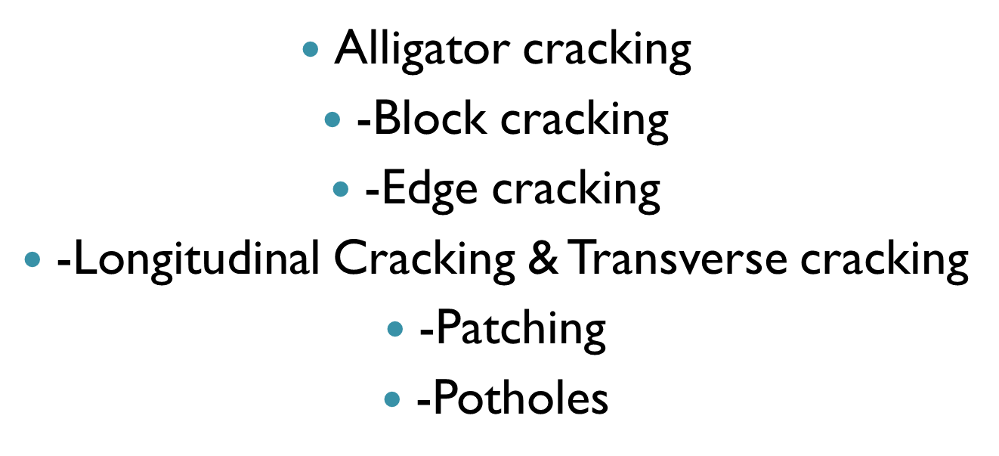 • Alligator cracking
• -Block cracking
• -Edge cracking
• -Longitudinal Cracking & Transverse cracking
• -Patching
• -Potholes